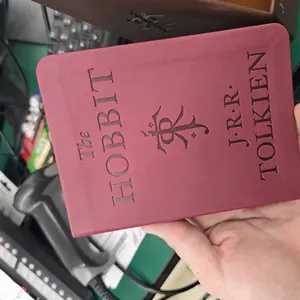 The
HOBBIT
J·R·R·
TOLKIEN